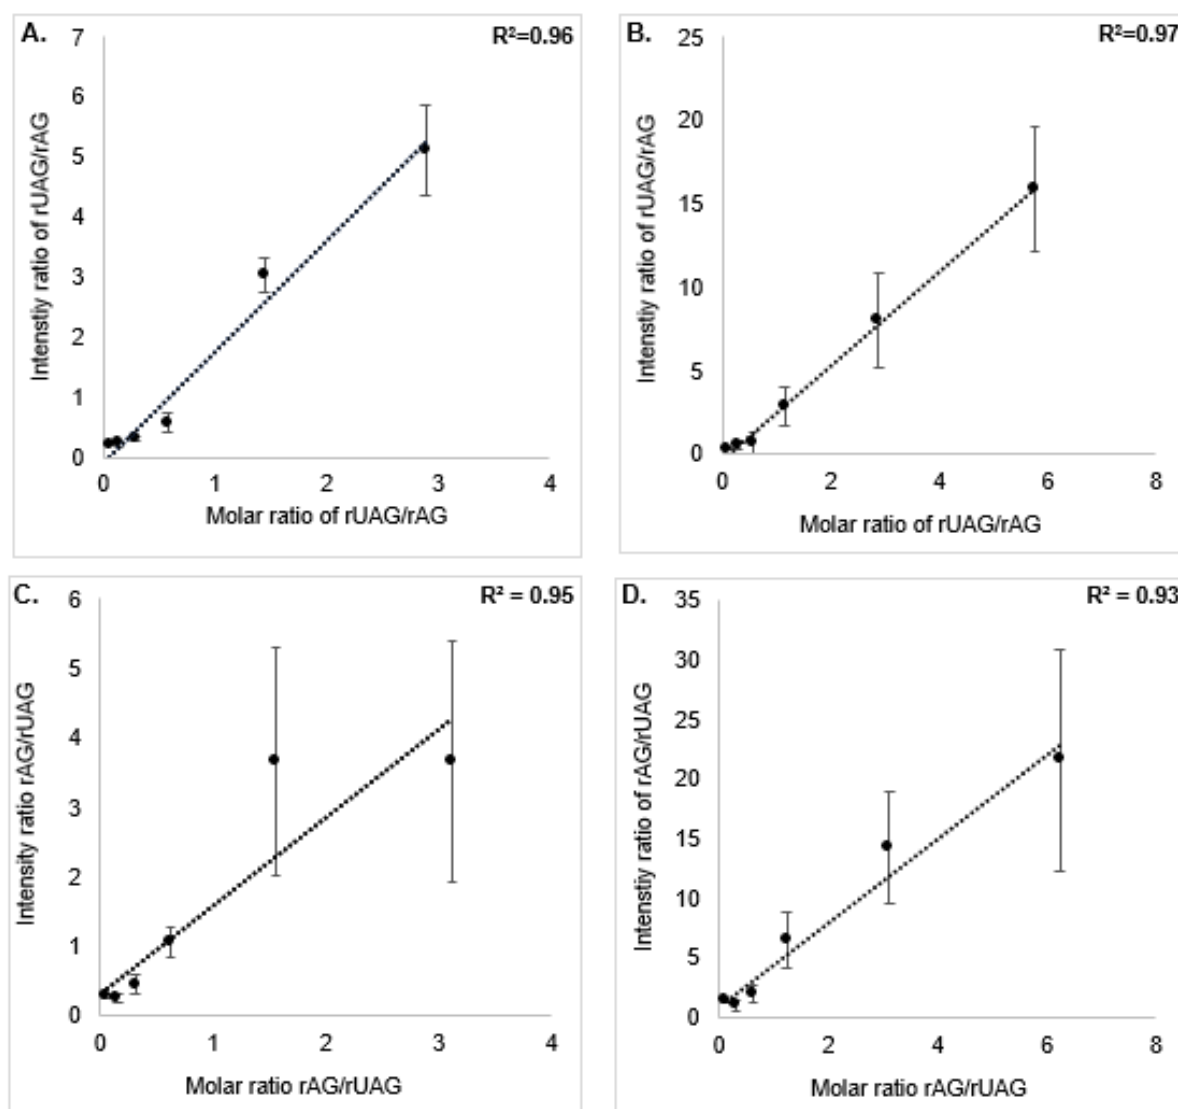 A.
R²=0.96
7
6
5
4
3
2
1
0
0 1 2 3 4
Intenstiy ratio of rUAG/rAG
Molar ratio of rUAG/rAG
B.
R²=0.97
25
20
15
10
5
0
0 2 4 6 8
Intenstiy ratio of rUAG/rAG
Molar ratio of rUAG/rAG
C.
R² = 0.95
6
5
4
3
2
1
0
0 1 2 3 4
Intensity ratio rAG/rUAG
Molar ratio rAG/rUAG
D.
R² = 0.93
35
30
25
20
15
10
5
0
0 2 4 6 8
Intenstiy ratio of rAG/rUAG
Molar ratio rAG/rUAG